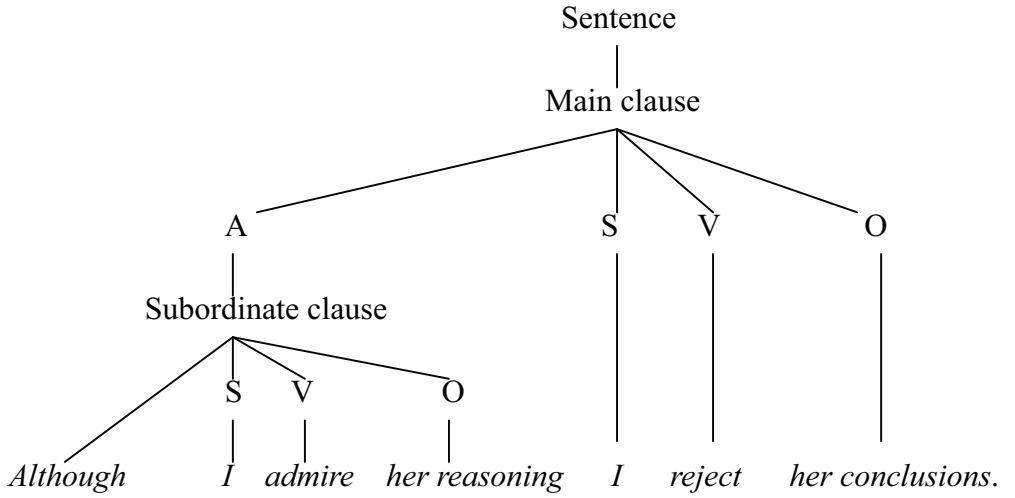 Sentence
Main clause
A S V O
Subordinate clause
S V O
Although I admire her reasoning I reject her conclusions.